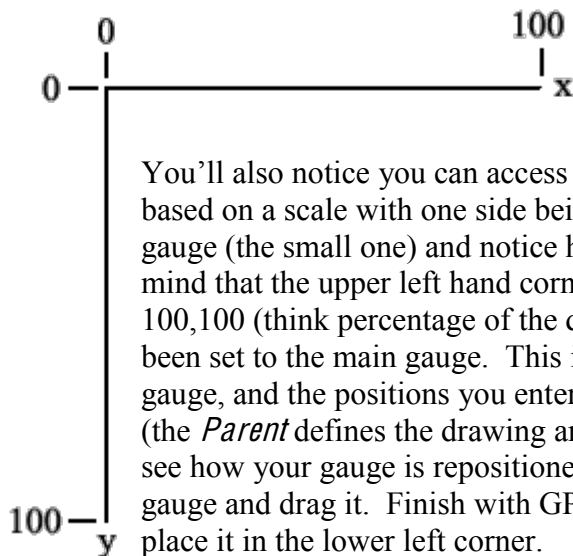 0
100
0
x
You'll also notice you can access
based on a scale with one side bei
gauge (the small one) and notice h
mind that the upper left hand corn
100,100 (think percentage of the d
been set to the main gauge. This i
gauge, and the positions you enter
(the Parent defines the drawing ar
see how your gauge is repositione
gauge and drag it. Finish with GP
place it in the lower left corner.
100
y